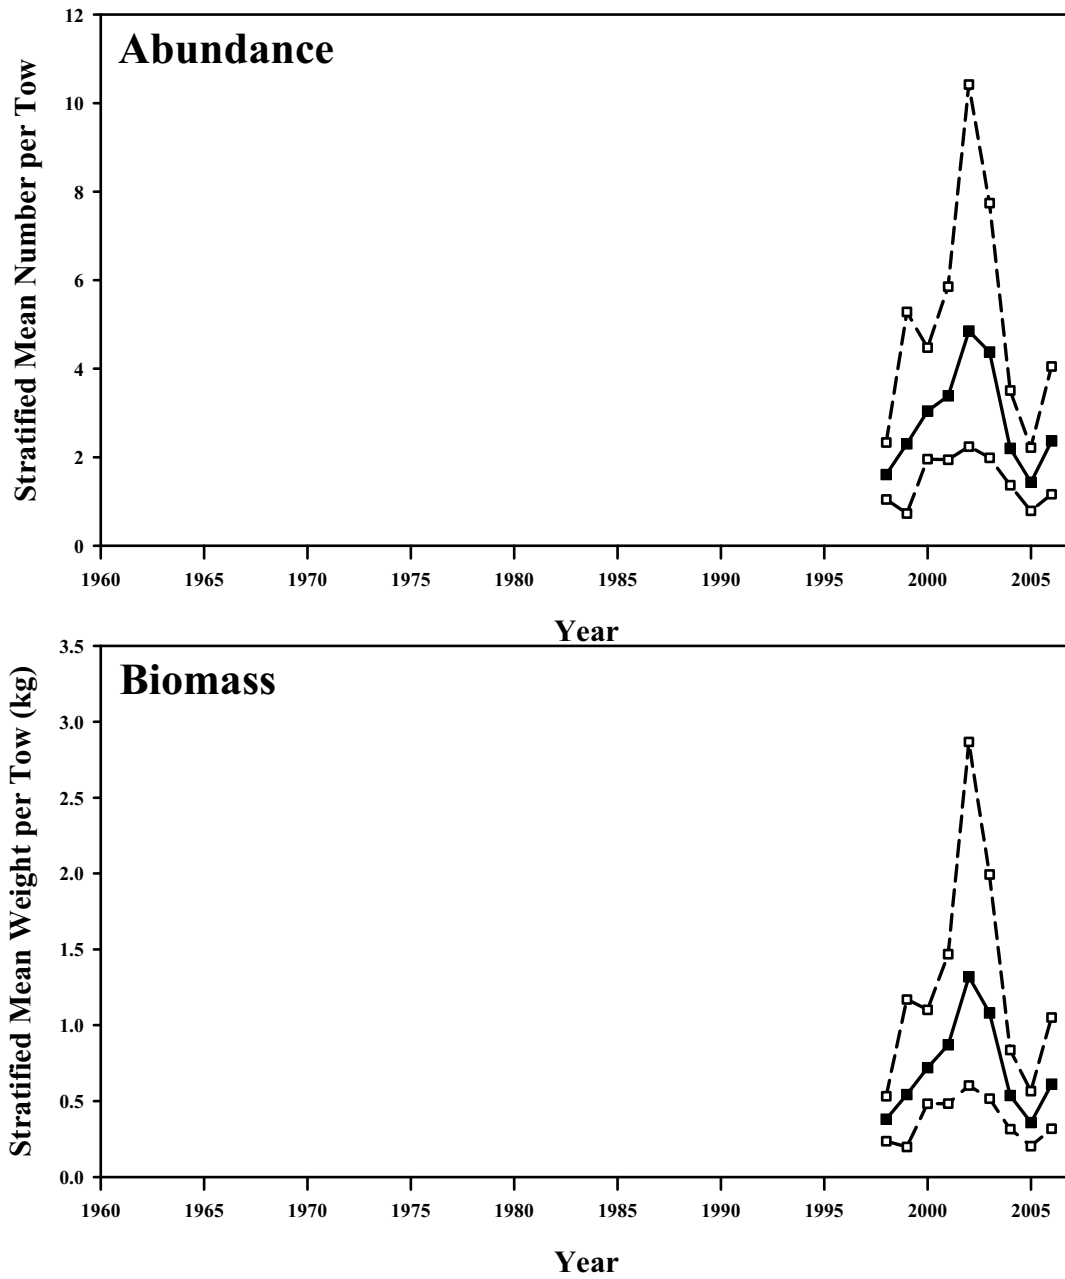 Abundance
Stratified Mean Number per Tow
12
10
8
6
4
2
0
1960 1965 1970 1975 1980 1985 1990 1995 2000 2005
Year
Biomass
Stratified Mean Weight per Tow (kg)
3.5
3.0
2.5
2.0
1.5
1.0
0.5
0.0
1960 1965 1970 1975 1980 1985 1990 1995 2000 2005
Year